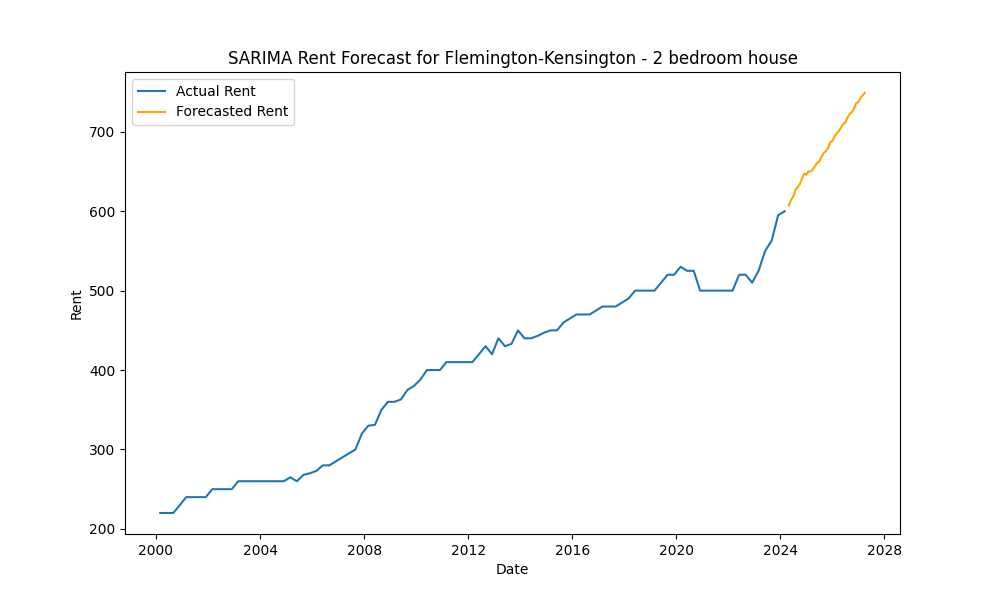 SARIMA Rent Forecast for Flemington-Kensington - 2 bedroom house
Actual Rent
Forecasted Rent
700
600
500
400
300
200
Rent
2000 2004 2008 2012 2016 2020 2024 2028
Date